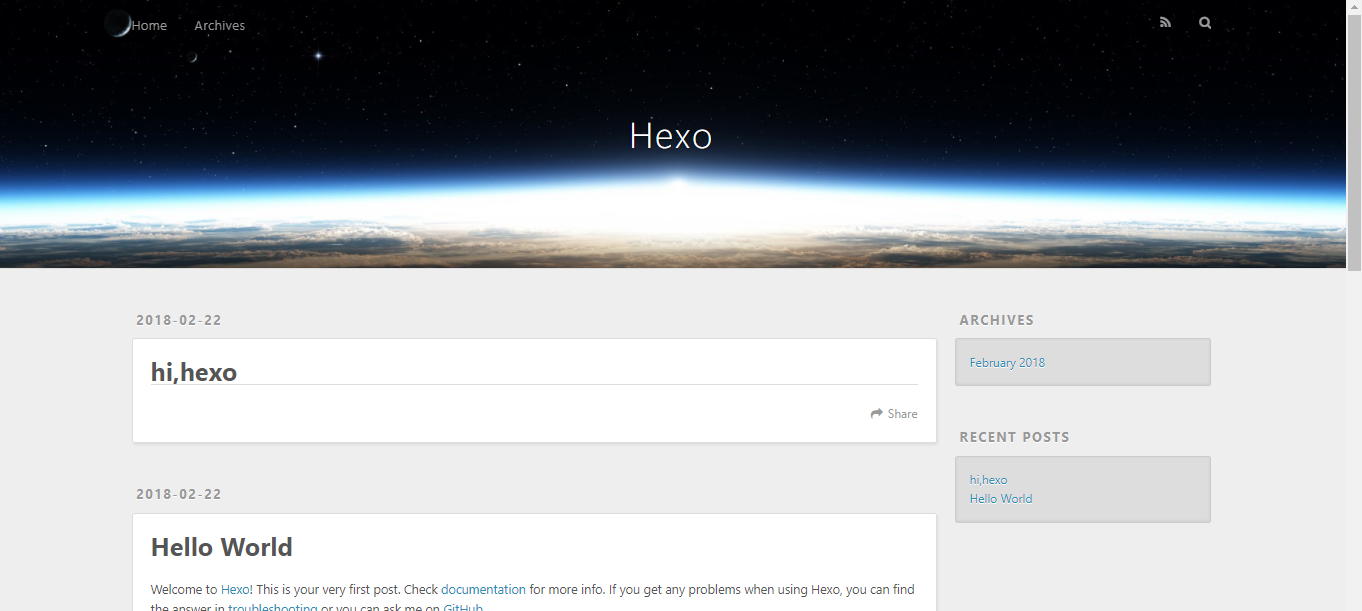 Home Archives
Hexo
2018-02-22
hi,hexo
Share
2018-02-22
Hello World
Welcome to Hexo! This is your very first post. Check documentation for more info. If you get any problems when using Hexo, you can find
the answer in troubleshooting or you can ask me on GitHub.
ARCHIVES
February 2018
RECENT POSTS
hi,hexo
Hello World